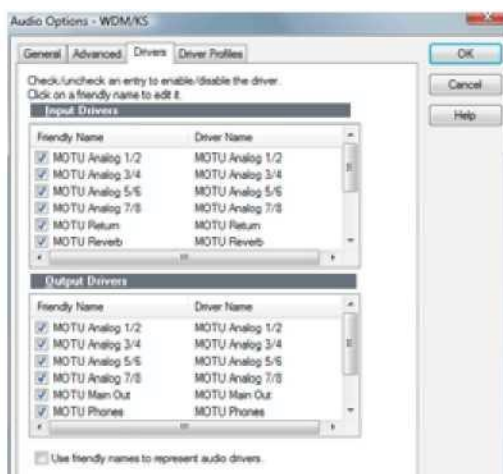 Audio Options - WDM/KS
General Advanced Drivers Driver Profiles
OK
Cancel
Help
Check/uncheck an entry to enable/disable the driver.
Click on a friendly name to edit it.
Input Drivers
Friendly Name Driver Name
MOTU Analog 1/2 MOTU Analog 1/2
MOTU Analog 3/4 MOTU Analog 3/4
MOTU Analog 5/6 MOTU Analog 5/6
MOTU Analog 7/8 MOTU Analog 7/8
MOTU Return MOTU Return
MOTU Reverb MOTU Reverb
Output Drivers
Friendly Name Driver Name
MOTU Analog 1/2 MOTU Analog 1/2
MOTU Analog 3/4 MOTU Analog 3/4
MOTU Analog 5/6 MOTU Analog 5/6
MOTU Analog 7/8 MOTU Analog 7/8
MOTU Main Out MOTU Main Out
MOTU Phones MOTU Phones
Use friendly names to represent audio drivers.